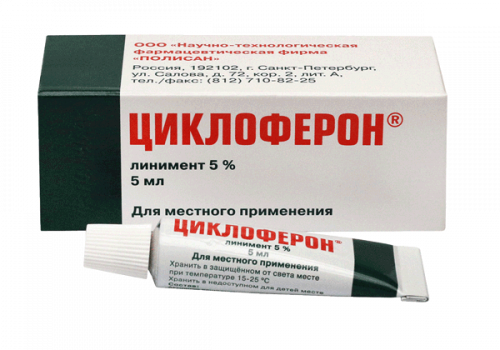 ООО «Научно-технологическая
фармацевтическая фирма
"ПОЛИСАН"
Россия, 192102, г. Санкт-Петербург,
ул. Салова, д. 72, кор. 2, лит. А,
тел./факс: (812) 710-82-25
ЦИКЛОФЕРОН®
линимент 5 %
5 мл
Для местного применения
ЦИКЛОФЕРОН
линимент 5%
5 мл
Для местного применения
Хранить в защищённом от света месте
при температуре 15-25 °C
Хранить в недоступном для детей месте
Состав: